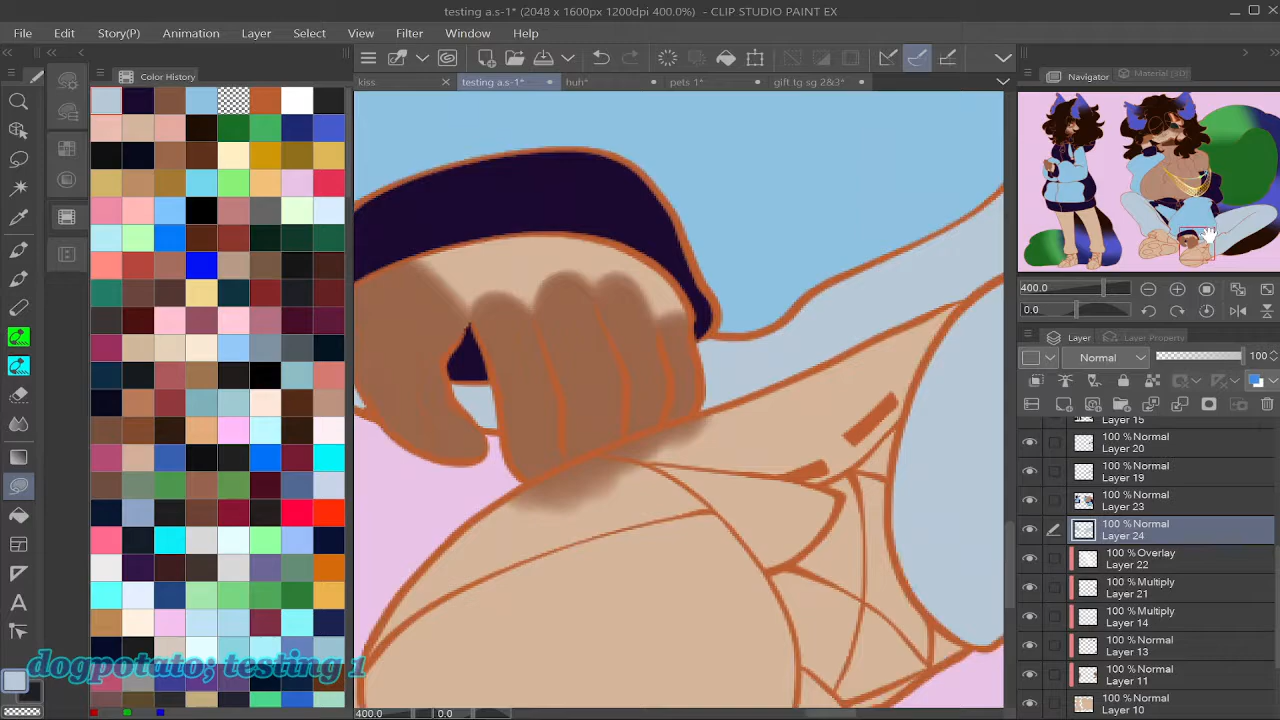 testing a.s-1* (2048 x 1600px 1200dpi 400.0%) - CLIP STUDIO PAINT EX
File Edit Story(P) Animation Layer Select View Filter Window Help
Color History
kiss testing a.s-1* huh* pets 1* gift tg sg 2&3*
Navigator Material [3D]
400.0
0.0
Layer Layer Property
Normal 100
Layer 15
100 %Normal
Layer 20
100 %Normal
Layer 19
100 %Normal
Layer 23
100 %Normal
Layer 24
100 %Overlay
Layer 22
100 %Multiply
Layer 21
100 %Multiply
Layer 14
100 %Normal
Layer 13
100 %Normal
Layer 11
100 %Normal
Layer 10
dogpotato; testing 1
400.0 0.0